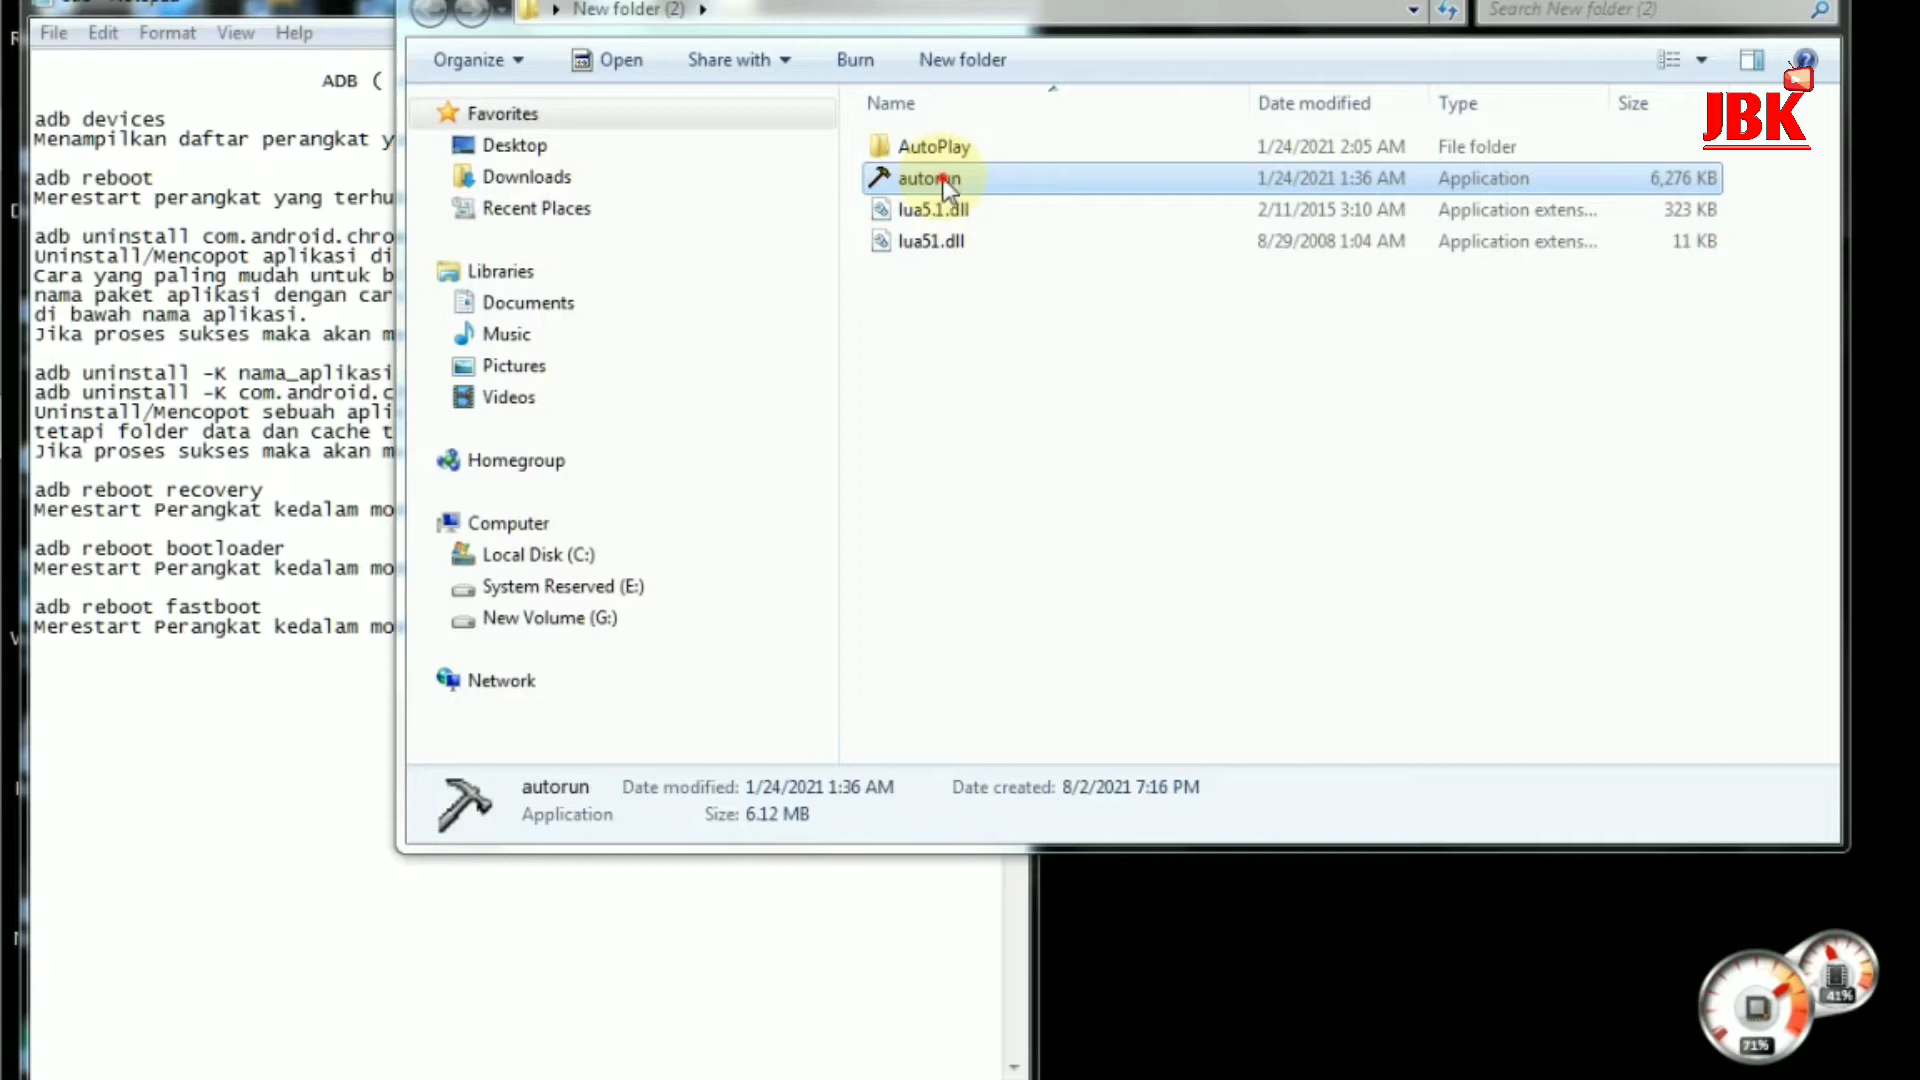 File Edit Format View Help
ADB (
adb devices
Menampilkan daftar perangkat y
adb reboot
Merestart perangkat yang terhu
adb uninstall com.android.chro
Uninstall/Mencopot aplikasi di
Cara yang paling mudah untuk b
nama paket aplikasi dengan car
di bawah nama aplikasi.
Jika proses sukses maka akan m
adb uninstall -K nama_aplikasi
adb uninstall -K com.android.c
Uninstall/Mencopot sebuah apli
tetapi folder data dan cache t
Jika proses sukses maka akan m
adb reboot recovery
Merestart Perangkat kedalam mo
adb reboot bootloader
Merestart Perangkat kedalam mo
adb reboot fastboot
Merestart Perangkat kedalam mo
New folder (2)
Search New folder (2)
Organize Open Share with Burn New folder
JBK
Favorites
Desktop
Downloads
Recent Places
Libraries
Documents
Music
Pictures
Videos
Homegroup
Computer
Local Disk (C:)
System Reserved (E:)
New Volume (G:)
Network
Name Date modified Type Size
AutoPlay 1/24/2021 2:05 AM File folder
autorun 1/24/2021 1:36 AM Application 6,276 KB
lua5.1.dll 2/11/2015 3:10 AM Application extens... 323 KB
lua51.dll 8/29/2008 1:04 AM Application extens... 11 KB
autorun Date modified: 1/24/2021 1:36 AM Date created: 8/2/2021 7:16 PM
Application Size: 6.12 MB
41%
71%